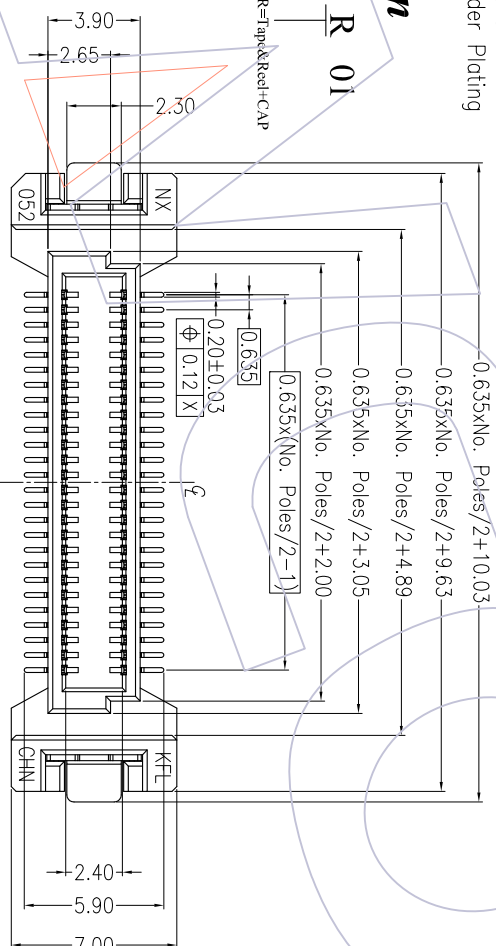 der Plating
n
R 01
R=Tape&Reel+CAP
3.90
2.65
2.30
0.635xNo. Poles/2+10.03
0.635xNo. Poles/2+9.63
0.635xNo. Poles/2+4.89
0.635xNo. Poles/2+3.05
0.635xNo. Poles/2+2.00
0.635x(No. Poles/2-1)
0.635
0.20±0.03
⌖ 0.12 X
℄
NX
052
KFL
CHN
2.40
5.90
7.00